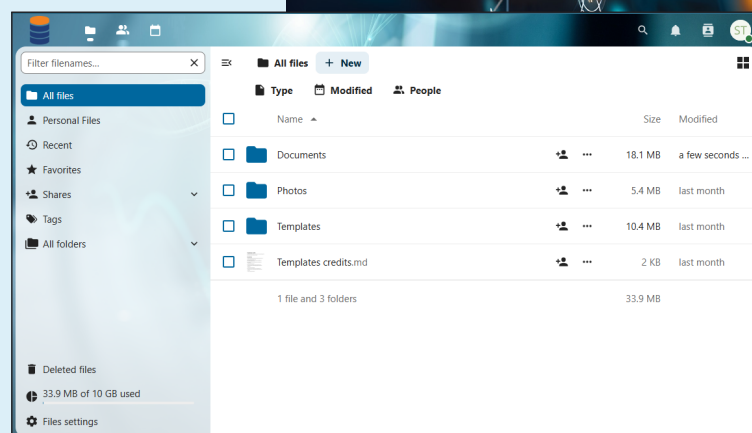 ST
Filter filenames...
All files + New
Type Modified People
All files
Personal Files
Recent
Favorites
Shares
Tags
All folders
Deleted files
33.9 MB of 10 GB used
Files settings
Name Size Modified
Documents 18.1 MB a few seconds ...
Photos 5.4 MB last month
Templates 10.4 MB last month
Templates credits.md 2 KB last month
1 file and 3 folders 33.9 MB